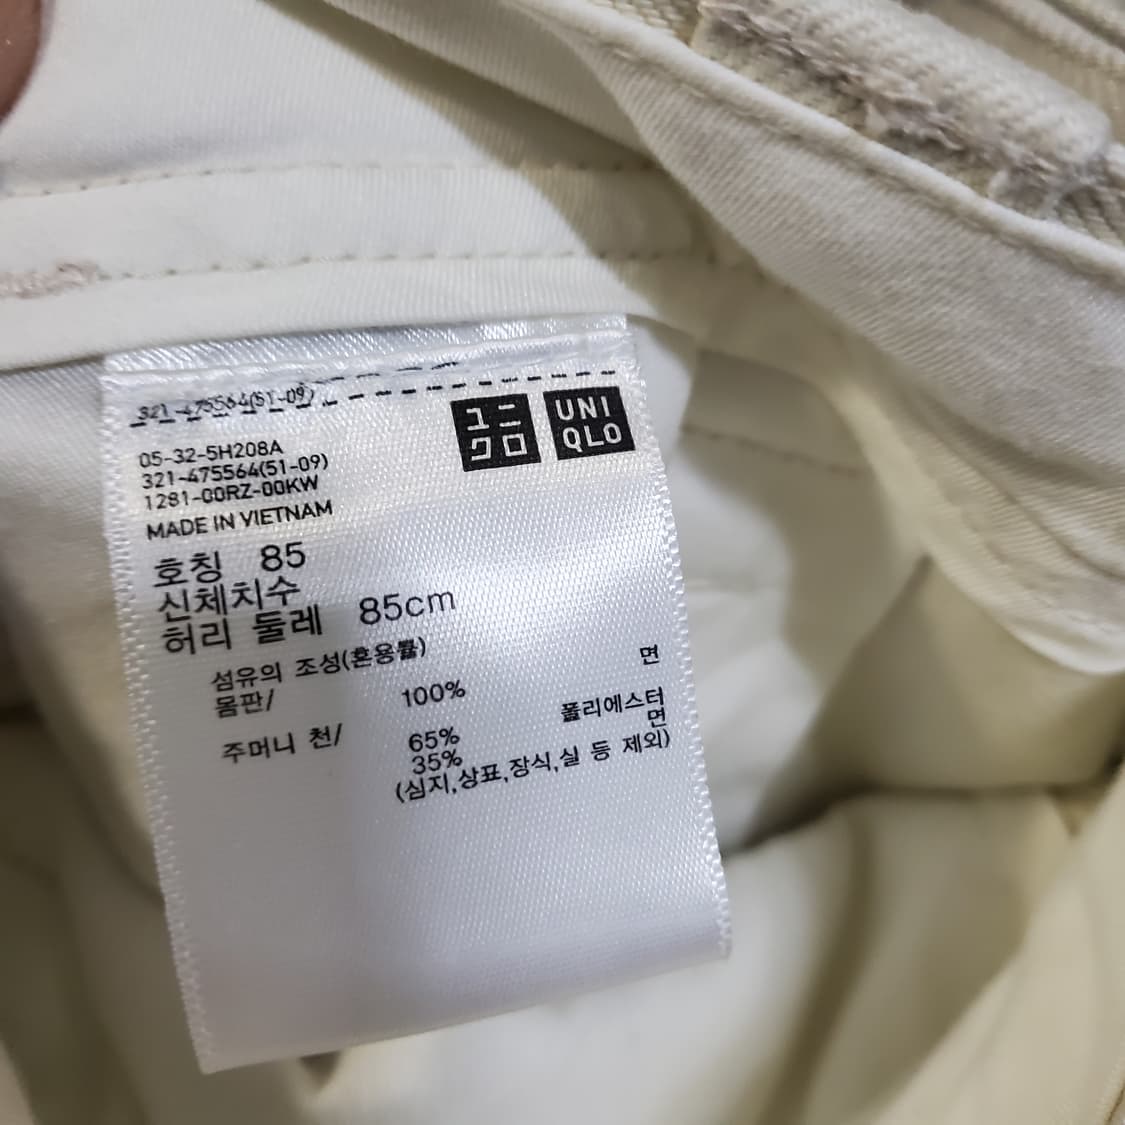 321-475564(51-09)
ユニ
クロ
UNI
QLO
05-32-5H208A
321-475564(51-09)
1281-00RZ-00KW
MADE IN VIETNAM
호칭 85
신체치수
허리 둘레 85cm
섬유의 조성(혼용률)
몸판/ 100% 면
주머니 천/ 65% 폴리에스터
35% 면
(심지,상표,장식,실 등 제외)